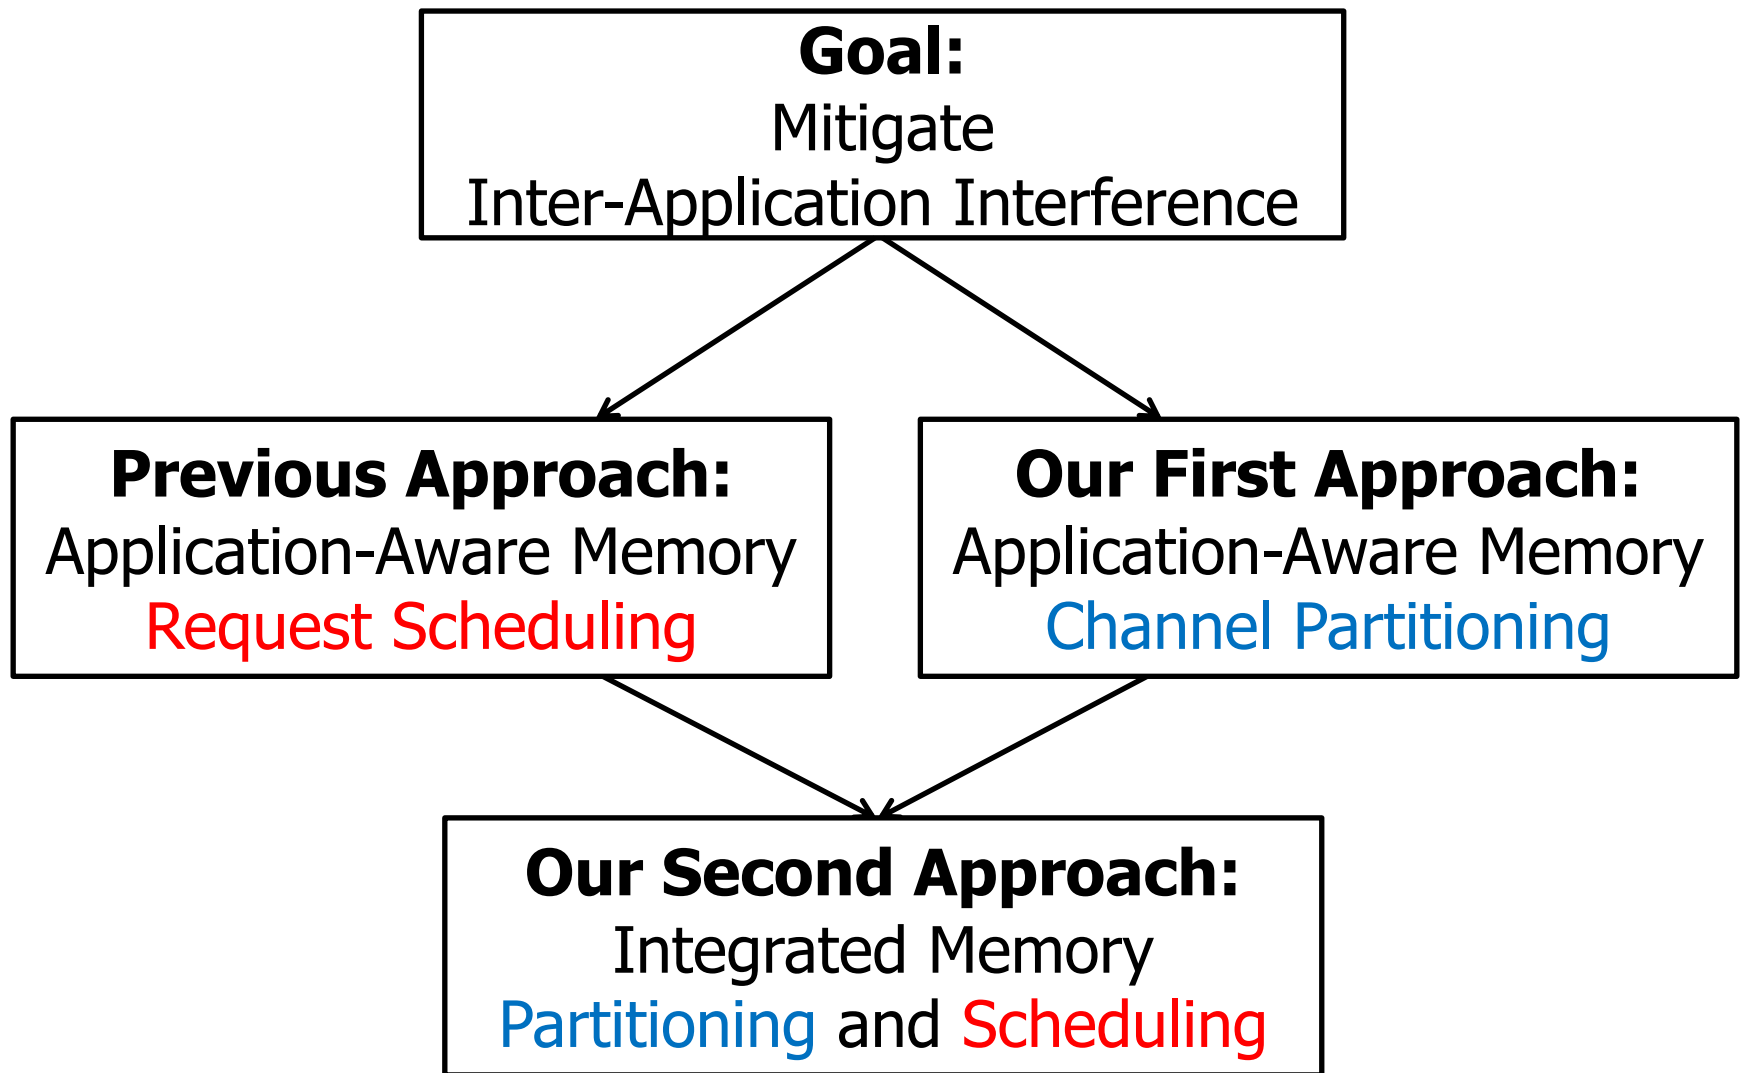 Goal:
Mitigate
Inter-Application Interference
Previous Approach:
Application-Aware Memory
Request Scheduling
Our First Approach:
Application-Aware Memory
Channel Partitioning
Our Second Approach:
Integrated Memory
Partitioning and Scheduling